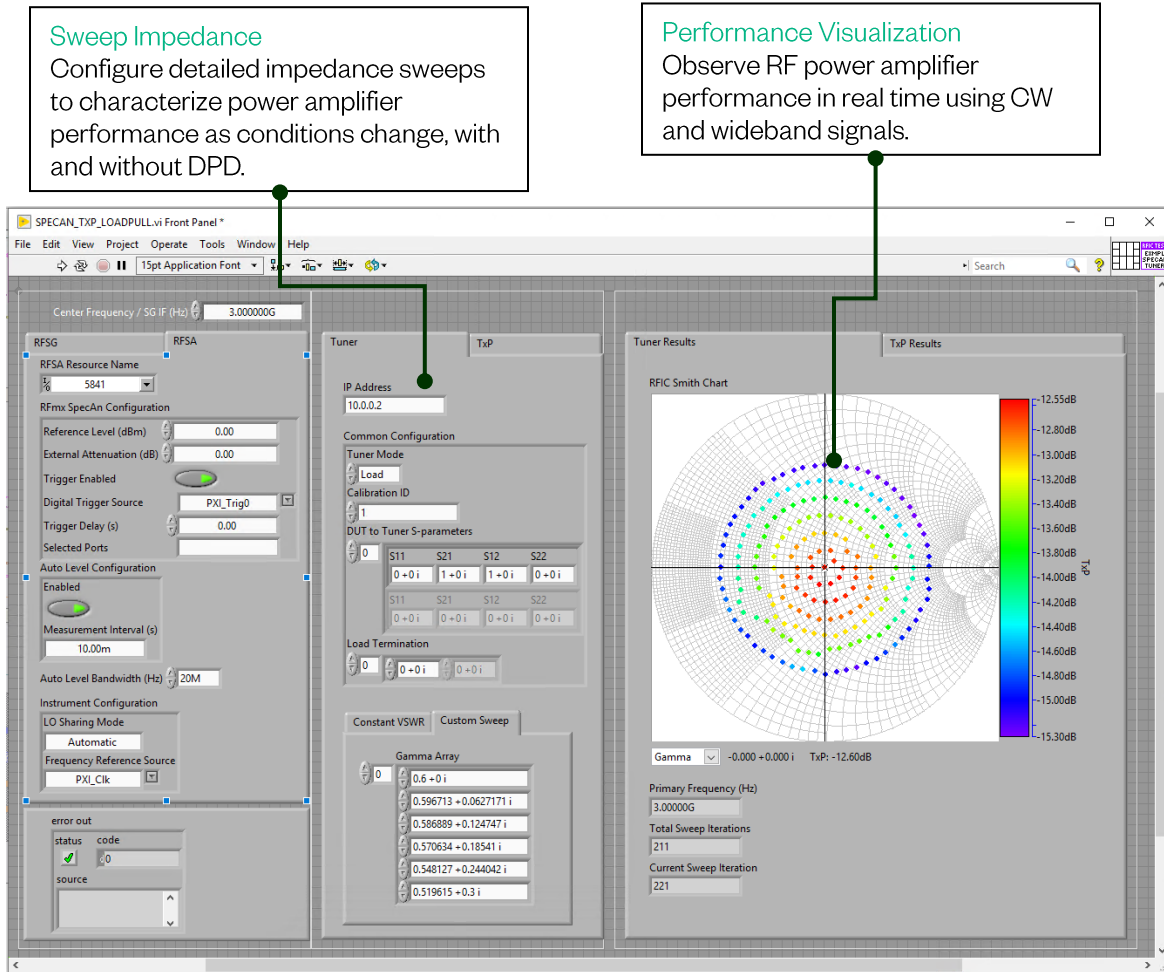 Sweep Impedance
Configure detailed impedance sweeps
to characterize power amplifier
performance as conditions change, with
and without DPD.
Performance Visualization
Observe RF power amplifier
performance in real time using CW
and wideband signals.
SPECAN_TXP_LOADPULL.vi Front Panel *
File Edit View Project Operate Tools Window Help
15pt Application Font
Search
Center Frequency / SG IF (Hz) 3.000000G
RFSG RFSA
RFSA Resource Name
5841
RFmx SpecAn Configuration
Reference Level (dBm) 0.00
External Attenuation (dB) 0.00
Trigger Enabled
Digital Trigger Source PXI_Trig0
Trigger Delay (s) 0.00
Selected Ports
Auto Level Configuration
Enabled
Measurement Interval (s)
10.00m
Auto Level Bandwidth (Hz) 20M
Instrument Configuration
LO Sharing Mode
Automatic
Frequency Reference Source
PXI_Clk
error out
status code
0
source
Tuner TxP
IP Address
10.0.0.2
Common Configuration
Tuner Mode
Load
Calibration ID
1
DUT to Tuner S-parameters
0
S11 S21 S12 S22
0 +0 i 1 +0 i 1 +0 i 0 +0 i
S11 S21 S12 S22
0 +0 i 0 +0 i 0 +0 i 0 +0 i
Load Termination
0 0 +0 i 0 +0 i
Constant VSWR Custom Sweep
Gamma Array
0 0.6 +0 i
0.596713 +0.0627171 i
0.586889 +0.124747 i
0.570634 +0.18541 i
0.548127 +0.244042 i
0.519615 +0.3 i
Tuner Results TxP Results
RFIC Smith Chart
-12.55dB
-12.80dB
-13.00dB
-13.20dB
-13.40dB
-13.60dB
-13.80dB
-14.00dB
-14.20dB
-14.40dB
-14.60dB
-14.80dB
-15.00dB
-15.30dB
TxP
Gamma -0.000 +0.000 i TxP: -12.60dB
Primary Frequency (Hz)
3.00000G
Total Sweep Iterations
211
Current Sweep Iteration
221